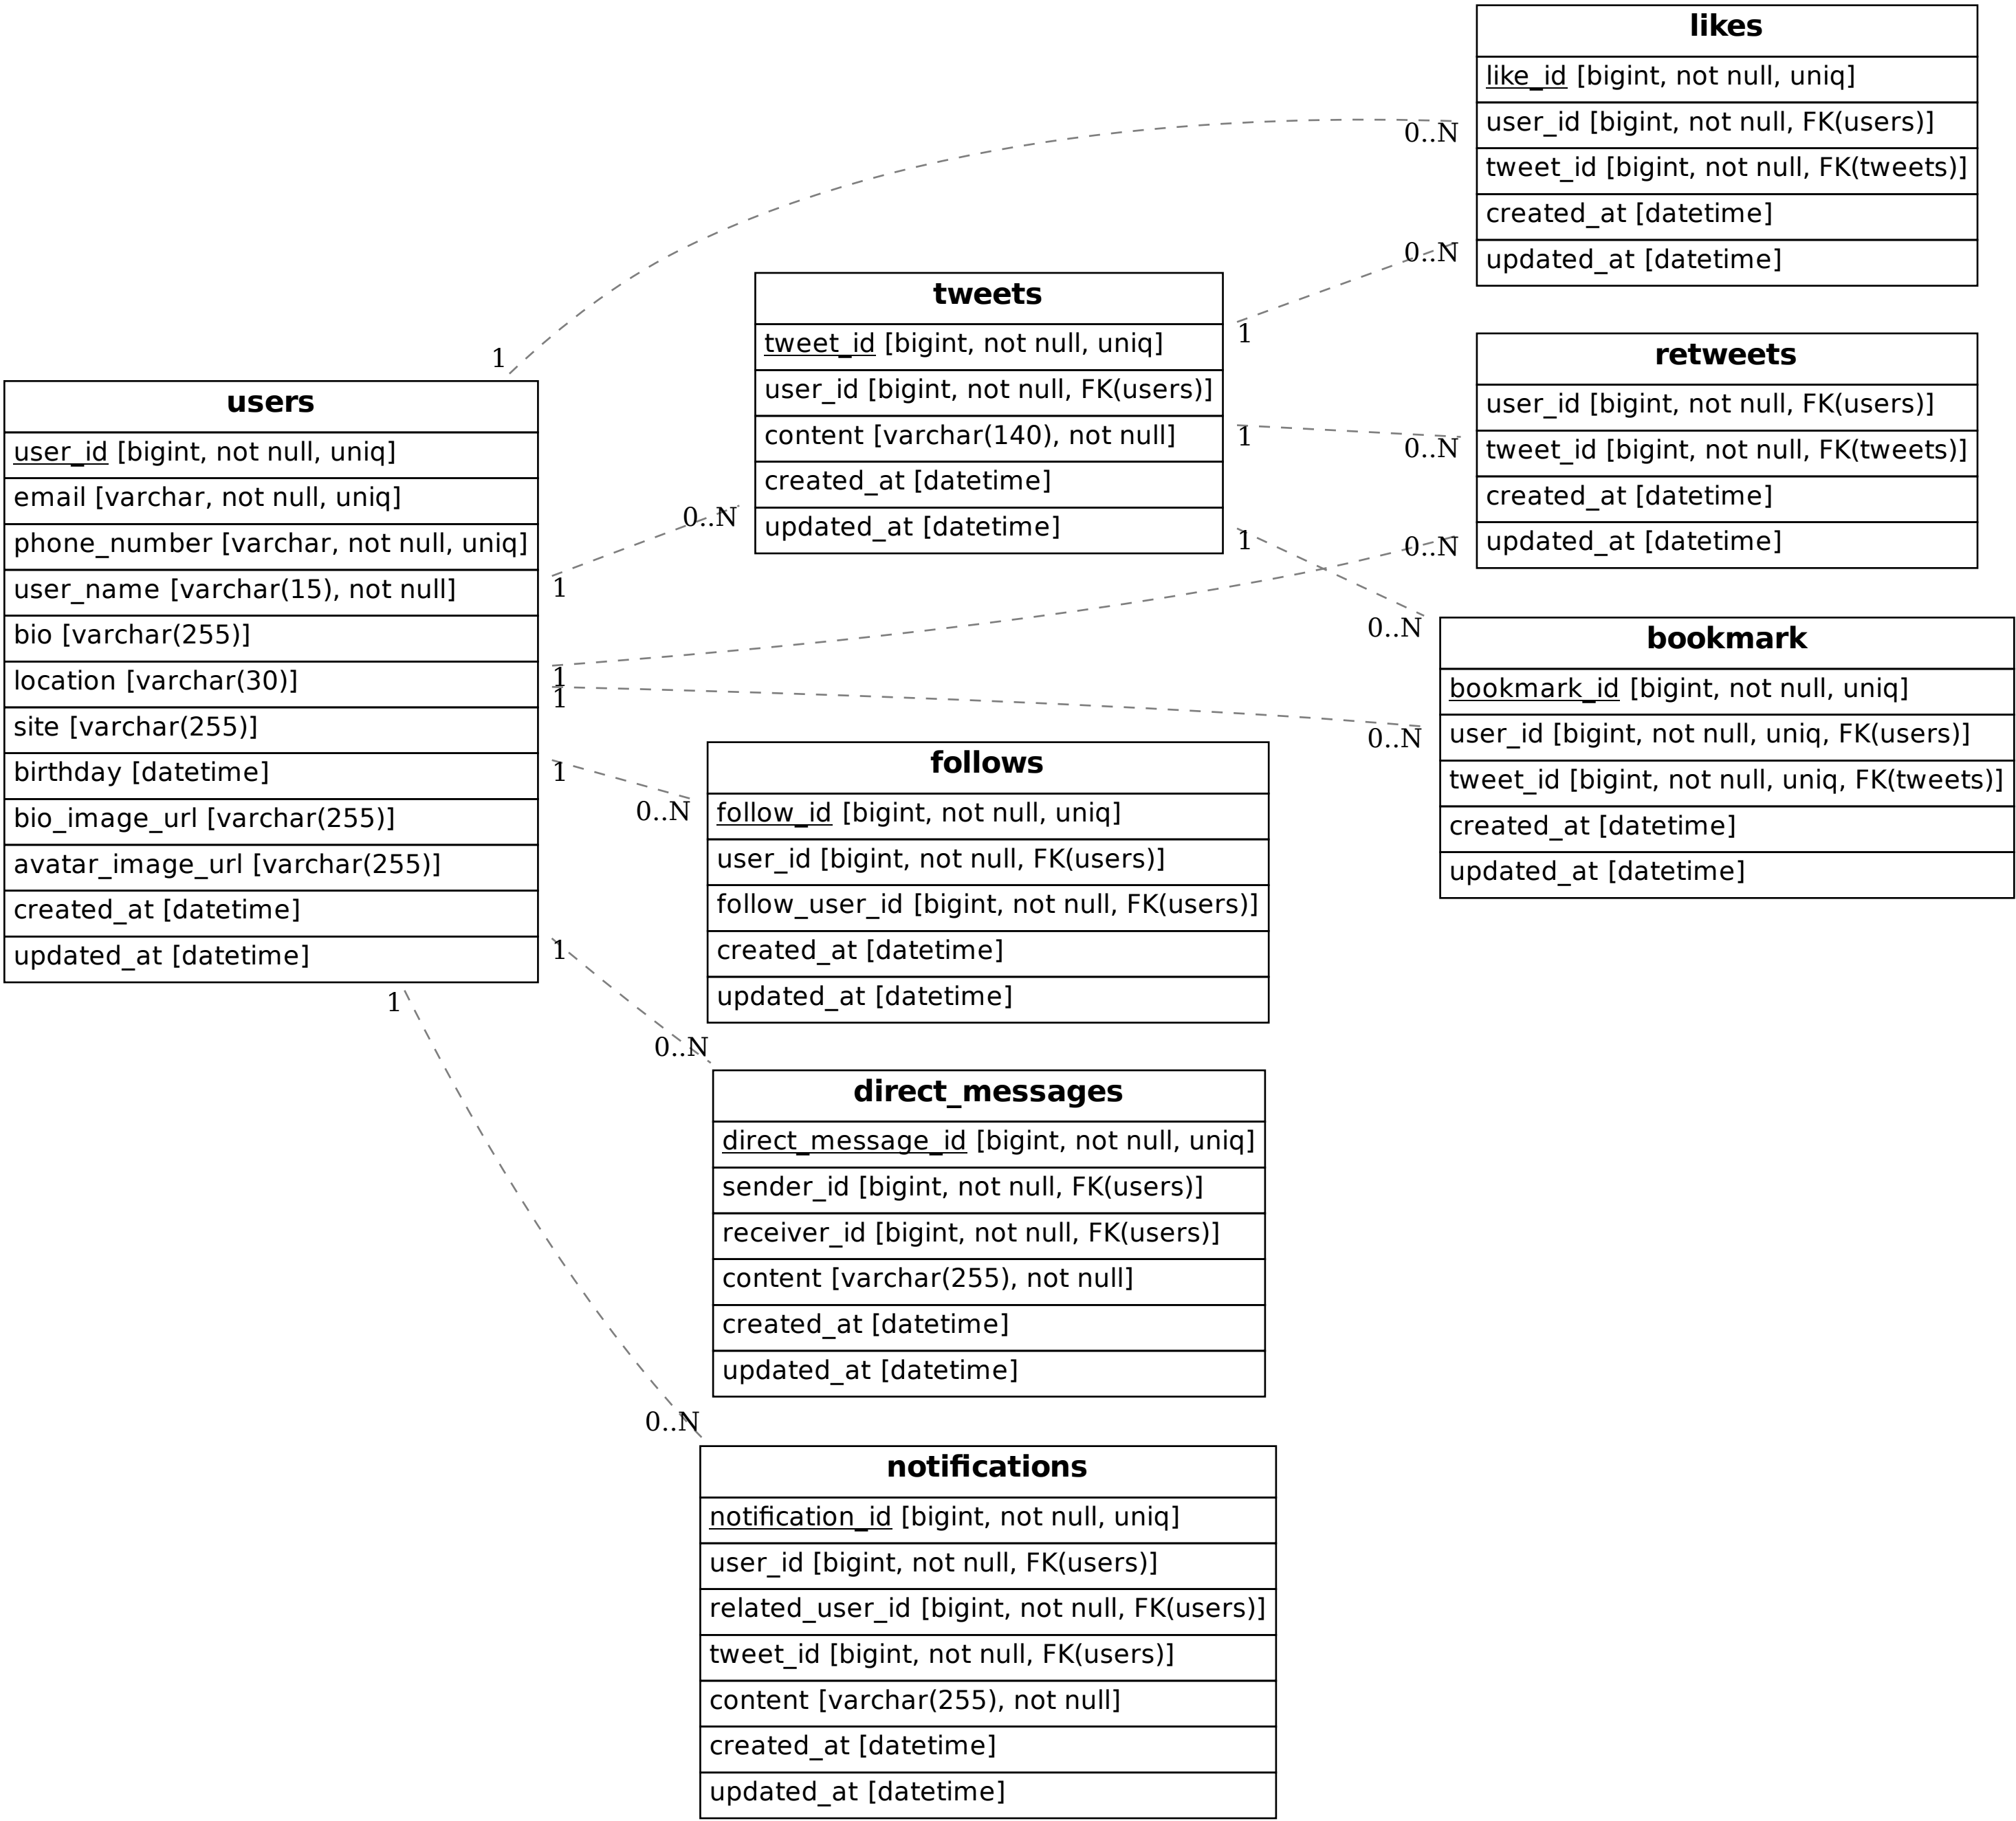 users
user_id [bigint, not null, uniq]
email [varchar, not null, uniq]
phone_number [varchar, not null, uniq]
user_name [varchar(15), not null]
bio [varchar(255)]
location [varchar(30)]
site [varchar(255)]
birthday [datetime]
bio_image_url [varchar(255)]
avatar_image_url [varchar(255)]
created_at [datetime]
updated_at [datetime]
1
0..N
1
0..N
1
0..N
1
0..N
1
0..N
1
0..N
1
0..N
tweets
tweet_id [bigint, not null, uniq]
user_id [bigint, not null, FK(users)]
content [varchar(140), not null]
created_at [datetime]
updated_at [datetime]
1
0..N
1
0..N
1
0..N
follows
follow_id [bigint, not null, uniq]
user_id [bigint, not null, FK(users)]
follow_user_id [bigint, not null, FK(users)]
created_at [datetime]
updated_at [datetime]
direct_messages
direct_message_id [bigint, not null, uniq]
sender_id [bigint, not null, FK(users)]
receiver_id [bigint, not null, FK(users)]
content [varchar(255), not null]
created_at [datetime]
updated_at [datetime]
notifications
notification_id [bigint, not null, uniq]
user_id [bigint, not null, FK(users)]
related_user_id [bigint, not null, FK(users)]
tweet_id [bigint, not null, FK(users)]
content [varchar(255), not null]
created_at [datetime]
updated_at [datetime]
likes
like_id [bigint, not null, uniq]
user_id [bigint, not null, FK(users)]
tweet_id [bigint, not null, FK(tweets)]
created_at [datetime]
updated_at [datetime]
retweets
user_id [bigint, not null, FK(users)]
tweet_id [bigint, not null, FK(tweets)]
created_at [datetime]
updated_at [datetime]
bookmark
bookmark_id [bigint, not null, uniq]
user_id [bigint, not null, uniq, FK(users)]
tweet_id [bigint, not null, uniq, FK(tweets)]
created_at [datetime]
updated_at [datetime]